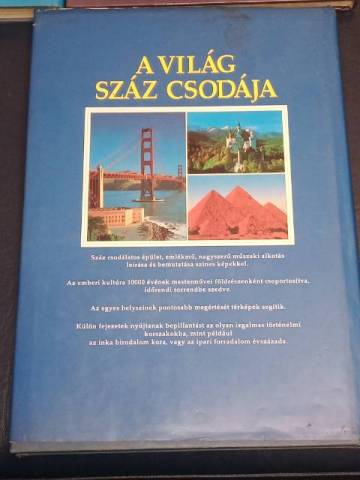 A VILÁG
SZÁZ CSODÁJA
Száz csodálatos épület, emlékmű, nagyszerű műszaki alkotás
leírása és bemutatása színes képekkel.
Az emberi kultúra 10000 évének mesterművei földrészenként csoportosítva,
időrendi sorrendbe szedve.
Az egyes helyszínek pontosabb megértését térképek segítik.
Külön fejezetek nyújtanak bepillantást az olyan izgalmas történelmi
korszakokba, mint például
az inka birodalom kora, vagy az ipari forradalom évszázada.